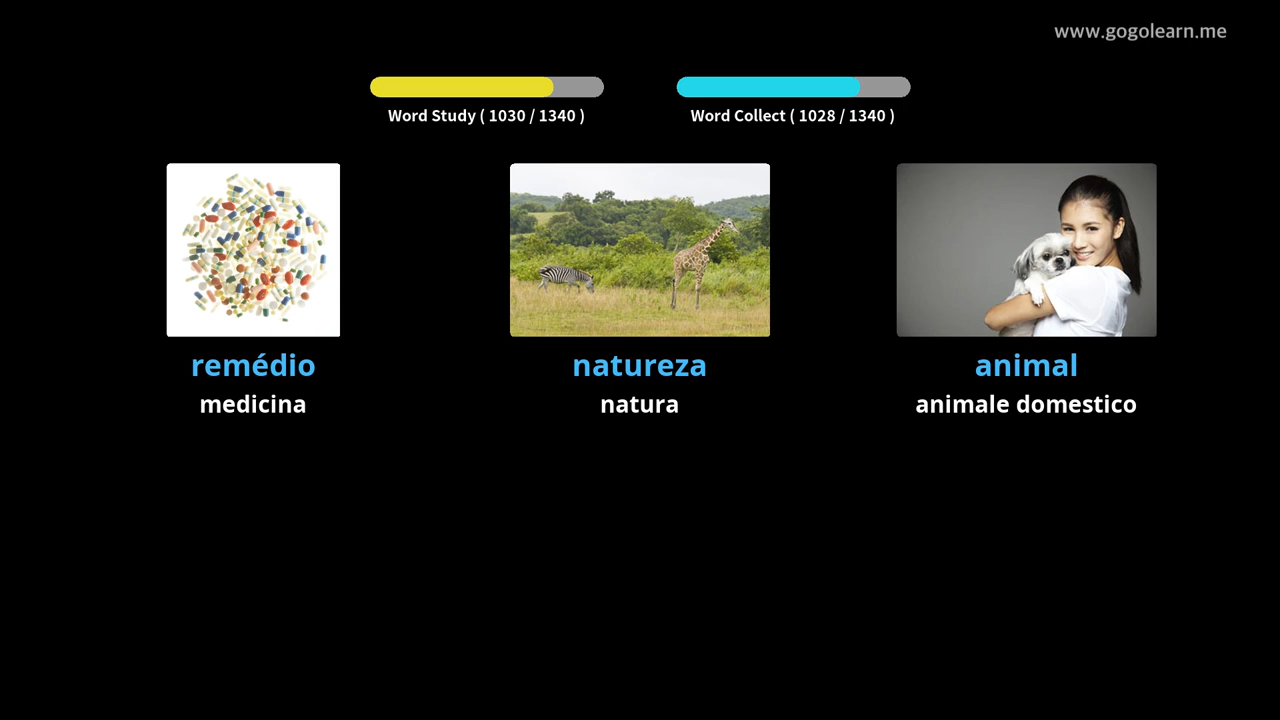 www.gogolearn.me
Word Study ( 1030 / 1340 )
Word Collect ( 1028 / 1340 )
remédio
medicina
natureza
natura
animal
animale domestico